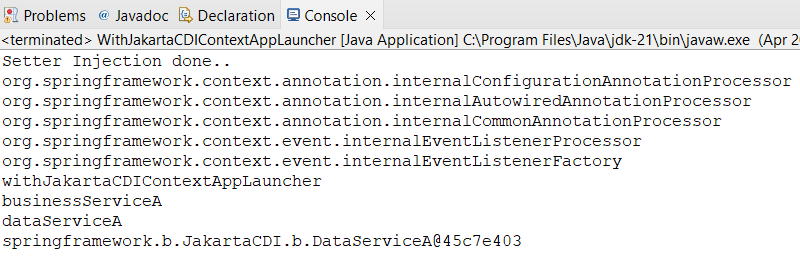 Problems @ Javadoc Declaration Console ×
<terminated> WithJakartaCDIContextAppLauncher [Java Application] C:\Program Files\Java\jdk-21\bin\javaw.exe (Apr 20
Setter Injection done..
org.springframework.context.annotation.internalConfigurationAnnotationProcessor
org.springframework.context.annotation.internalAutowiredAnnotationProcessor
org.springframework.context.annotation.internalCommonAnnotationProcessor
org.springframework.context.event.internalEventListenerProcessor
org.springframework.context.event.internalEventListenerFactory
withJakartaCDIContextAppLauncher
businessServiceA
dataServiceA
springframework.b.JakartaCDI.b.DataServiceA@45c7e403